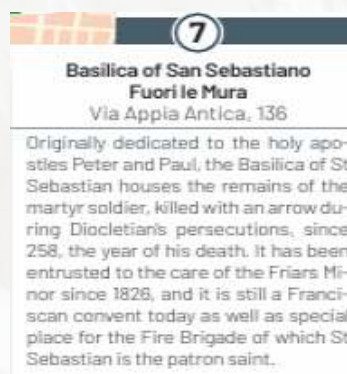 7
Basilica of San Sebastiano
Fuori le Mura
Via Appia Antica, 136
Originally dedicated to the holy apo-
stles Peter and Paul, the Basilica of St
Sebastian houses the remains of the
martyr soldier, killed with an arrow du-
ring Diocletian's persecutions, since
258, the year of his death. It has been
entrusted to the care of the Friars Mi-
nor since 1826, and it is still a Franci-
scan convent today as well as special
place for the Fire Brigade of which St
Sebastian is the patron saint.